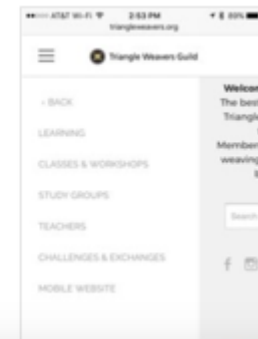 AT&T Wi-Fi 2:53 PM
triangleweavers.org
Triangle Weavers Guild
< BACK
LEARNING
CLASSES & WORKSHOPS
STUDY GROUPS
TEACHERS
CHALLENGES & EXCHANGES
MOBILE WEBSITE
Welcom
The best
Triangle
Member
weaving
Search